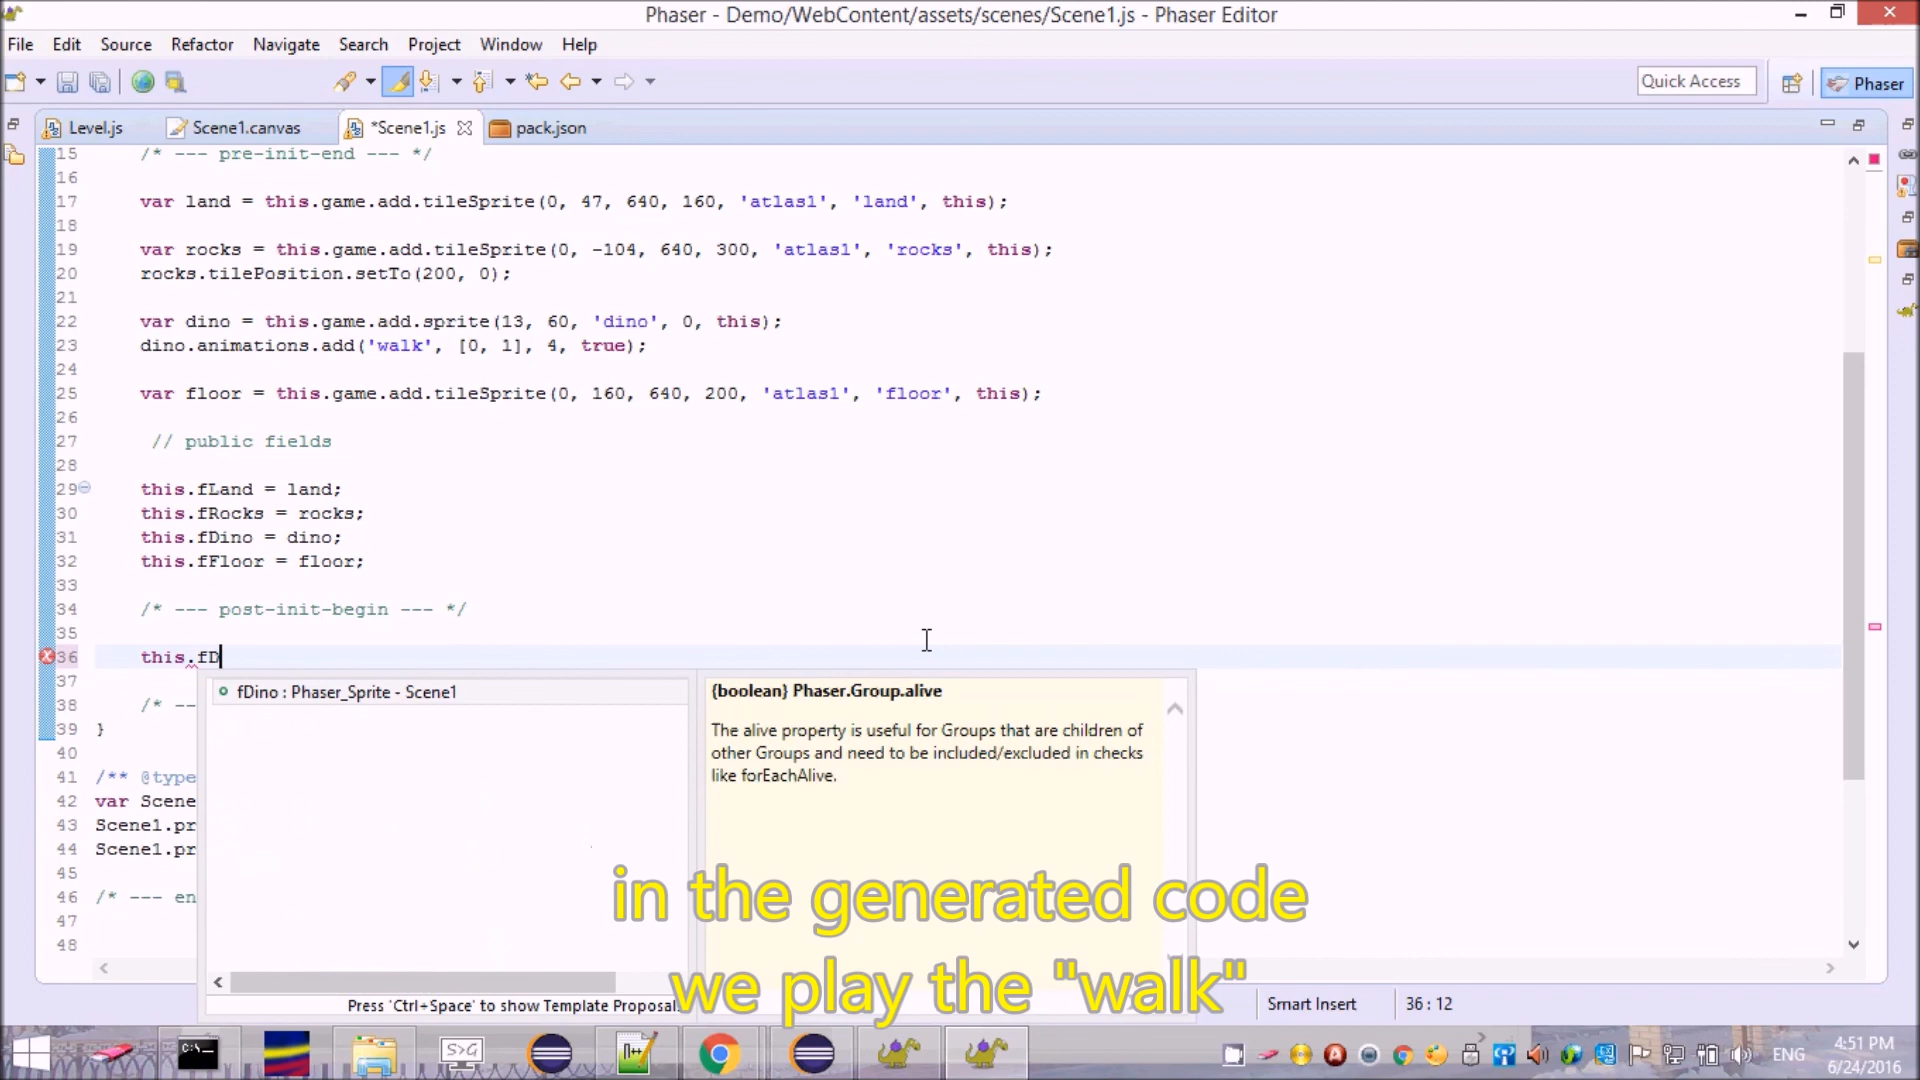 Phaser - Demo/WebContent/assets/scenes/Scene1.js - Phaser Editor
File Edit Source Refactor Navigate Search Project Window Help
Quick Access
Phaser
Level.js
Scene1.canvas
*Scene1.js
pack.json
15 /* --- pre-init-end --- */
16
17 var land = this.game.add.tileSprite(0, 47, 640, 160, 'atlas1', 'land', this);
18
19 var rocks = this.game.add.tileSprite(0, -104, 640, 300, 'atlas1', 'rocks', this);
20 rocks.tilePosition.setTo(200, 0);
21
22 var dino = this.game.add.sprite(13, 60, 'dino', 0, this);
23 dino.animations.add('walk', [0, 1], 4, true);
24
25 var floor = this.game.add.tileSprite(0, 160, 640, 200, 'atlas1', 'floor', this);
26
27 // public fields
28
29 this.fLand = land;
30 this.fRocks = rocks;
31 this.fDino = dino;
32 this.fFloor = floor;
33
34 /* --- post-init-begin --- */
35
36 this.fD
37
38 /* --
39 }
40
41 /** @type
42 var Scene
43 Scene1.pr
44 Scene1.pr
45
46 /* --- en
47
48
fDino : Phaser_Sprite - Scene1
Press 'Ctrl+Space' to show Template Proposal
{boolean} Phaser.Group.alive
The alive property is useful for Groups that are children of
other Groups and need to be included/excluded in checks
like forEachAlive.
in the generated code
we play the "walk"
Smart Insert
36 : 12
S>G
ENG
4:51 PM
6/24/2016